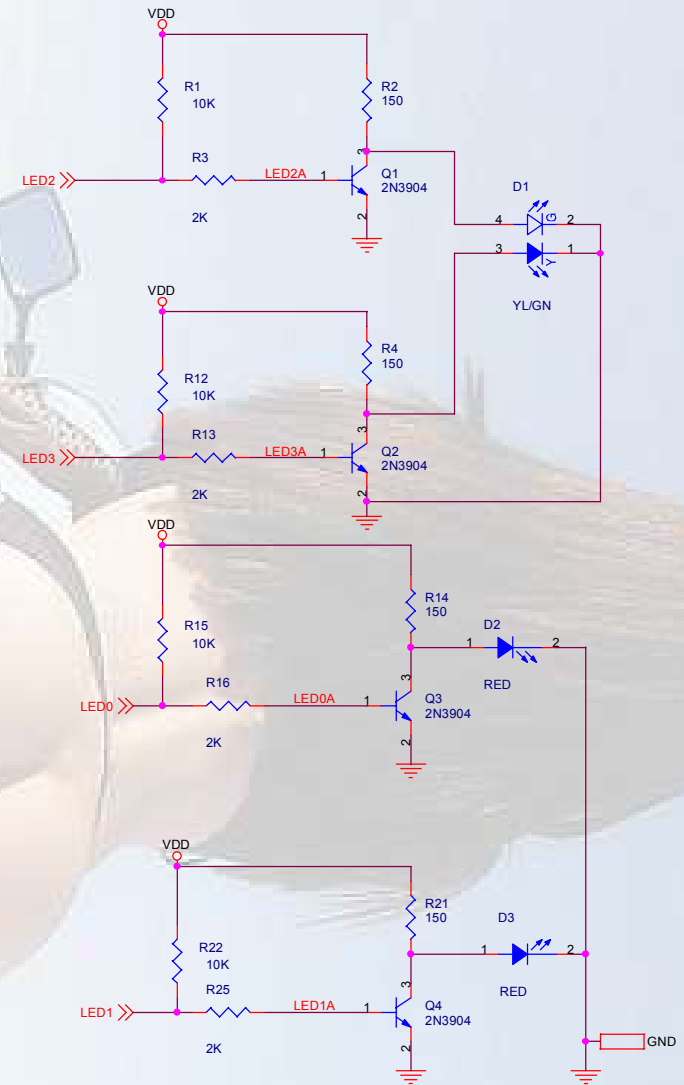 VDD
R1
10K
R2
150
R3
LED2
LED2A
1
3
Q1
2N3904
2
2K
D1
4
G
2
3
Y
1
YL/GN
VDD
R4
150
R12
10K
R13
LED3
LED3A
1
3
Q2
2N3904
2
2K
VDD
R14
150
R15
10K
D2
1
2
RED
R16
LED0
LED0A
1
3
Q3
2N3904
2
2K
VDD
R21
150
D3
R22
10K
1
2
RED
R25
LED1
LED1A
1
3
Q4
2N3904
2
2K
GND